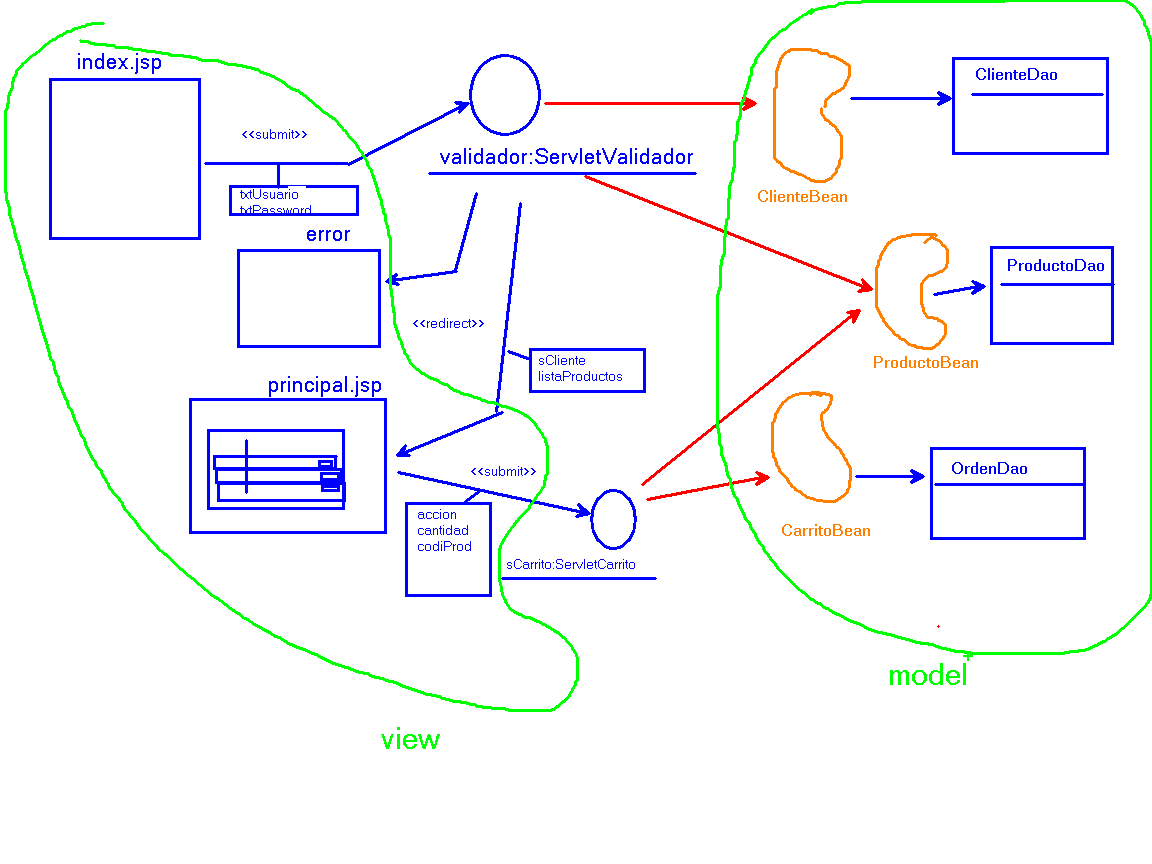 index.jsp
<<submit>>
txtUsuario
txtPassword
validador:ServletValidador
error
<<redirect>>
sCliente
listaProductos
principal.jsp
<<submit>>
accion
cantidad
codiProd
sCarrito:ServletCarrito
ClienteBean
ClienteDao
ProductoBean
ProductoDao
CarritoBean
OrdenDao
model
view